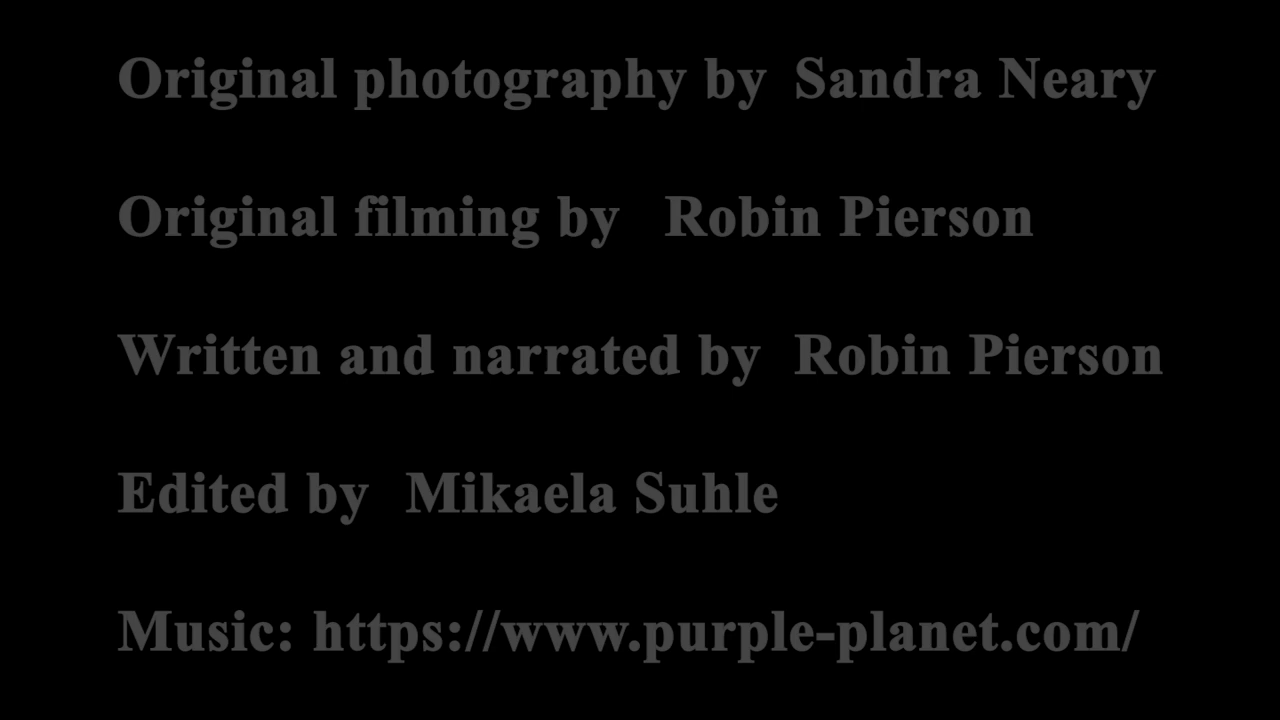 Original photography by Sandra Neary
Original filming by Robin Pierson
Written and narrated by Robin Pierson
Edited by Mikaela Suhle
Music: https://www.purple-planet.com/